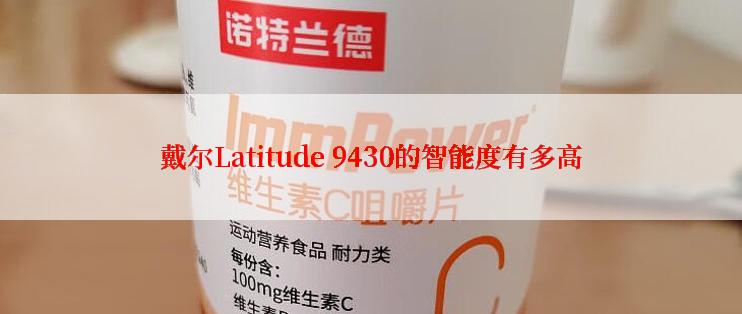 诺特兰德
ImmPower
戴尔Latitude 9430的智能度有多高
维生素C咀嚼片
运动营养食品 耐力类
每份含：
100mg维生素C